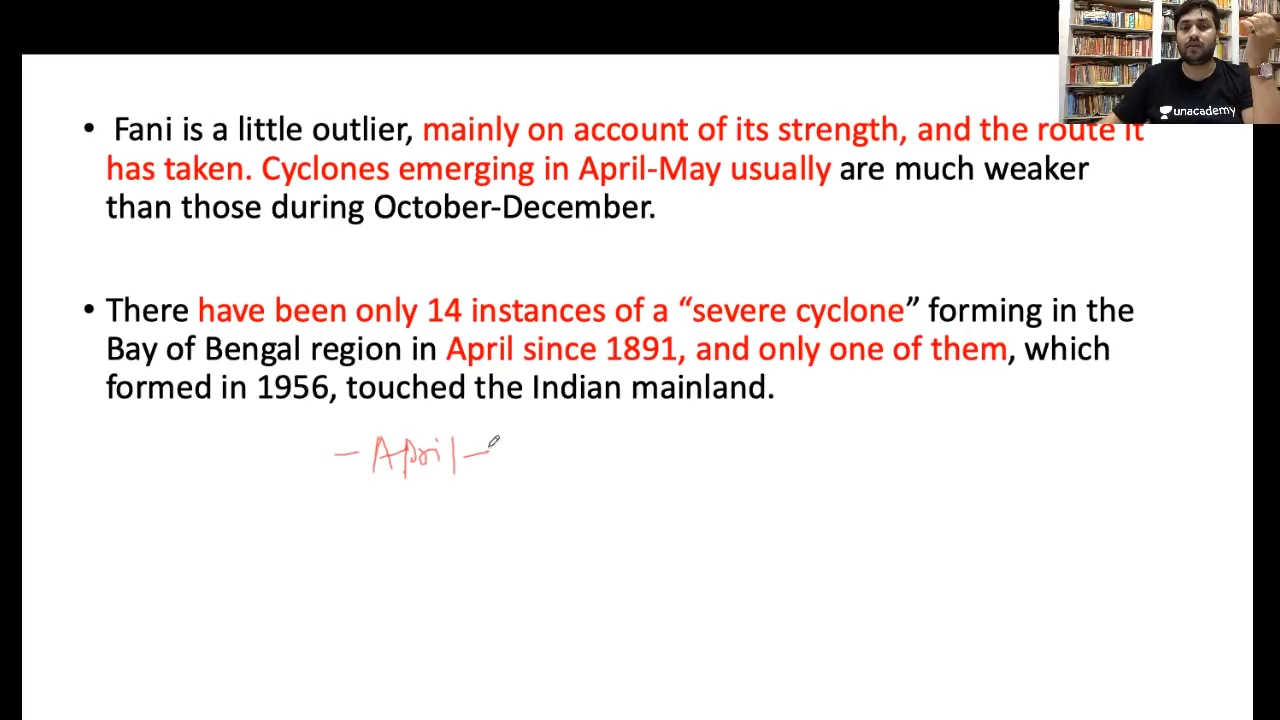 unacademy
• Fani is a little outlier, mainly on account of its strength, and the route it
has taken. Cyclones emerging in April-May usually are much weaker
than those during October-December.
• There have been only 14 instances of a “severe cyclone” forming in the
Bay of Bengal region in April since 1891, and only one of them, which
formed in 1956, touched the Indian mainland.
- April -